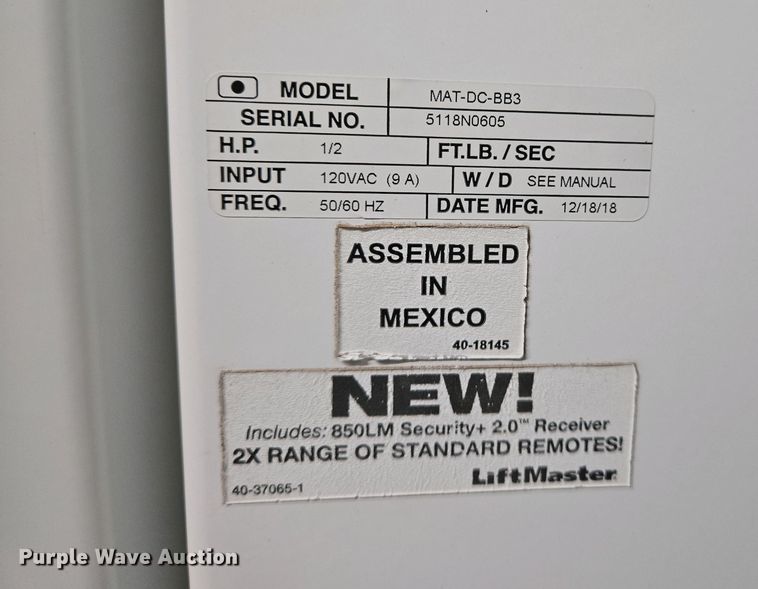 MODEL MAT-DC-BB3
SERIAL NO. 5118N0605
H.P. 1/2 FT.LB. / SEC
INPUT 120VAC (9 A) W / D SEE MANUAL
FREQ. 50/60 HZ DATE MFG. 12/18/18
ASSEMBLED
IN
MEXICO
40-18145
NEW!
Includes: 850LM Security+ 2.0™ Receiver
2X RANGE OF STANDARD REMOTES!
LiftMaster
40-37065-1
Purple Wave Auction